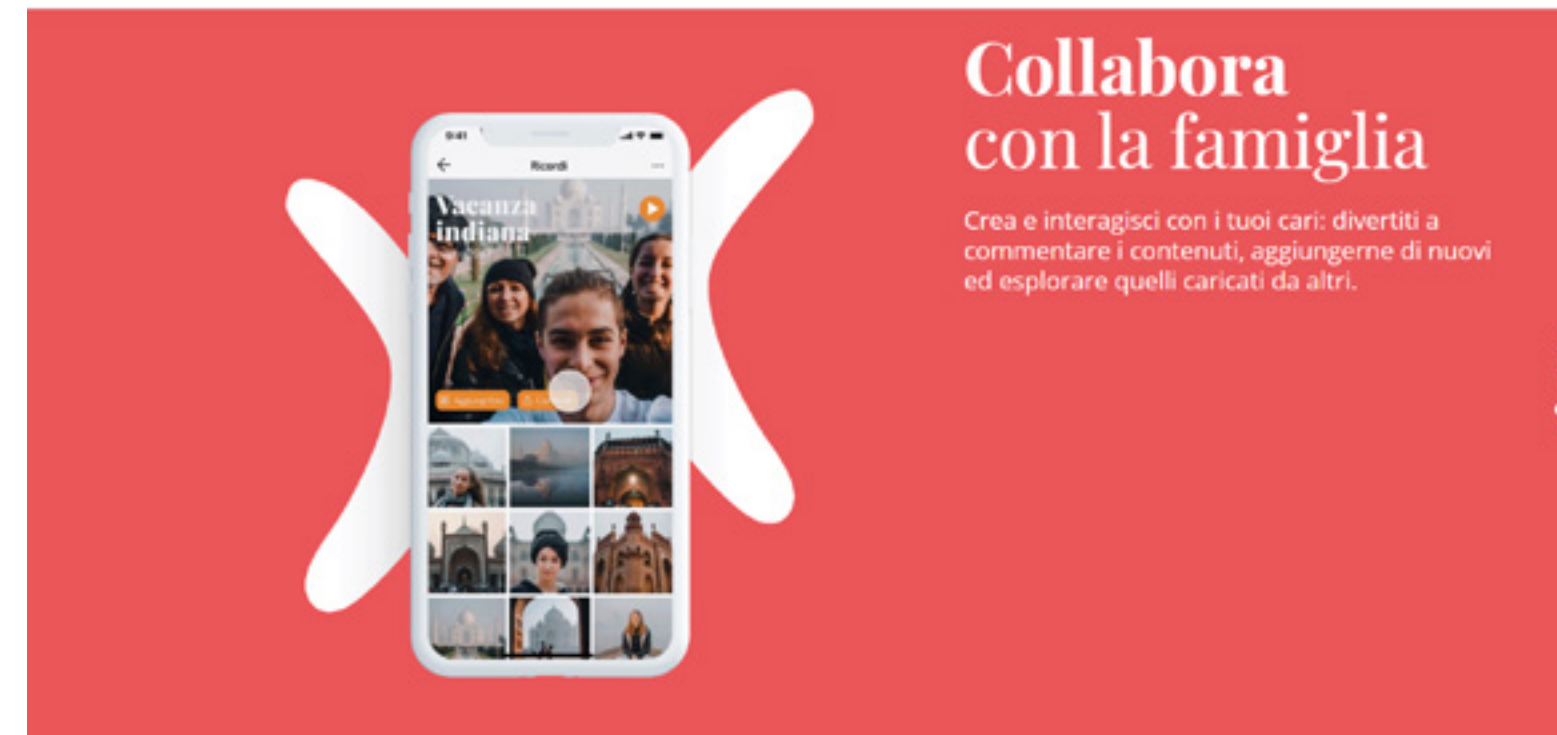 Collabora
con la famiglia
Crea e interagisci con i tuoi cari: divertiti a
commentare i contenuti, aggiungerne di nuovi
ed esplorare quelli caricati da altri.
9:41
Ricordi
Vacanza
indiana